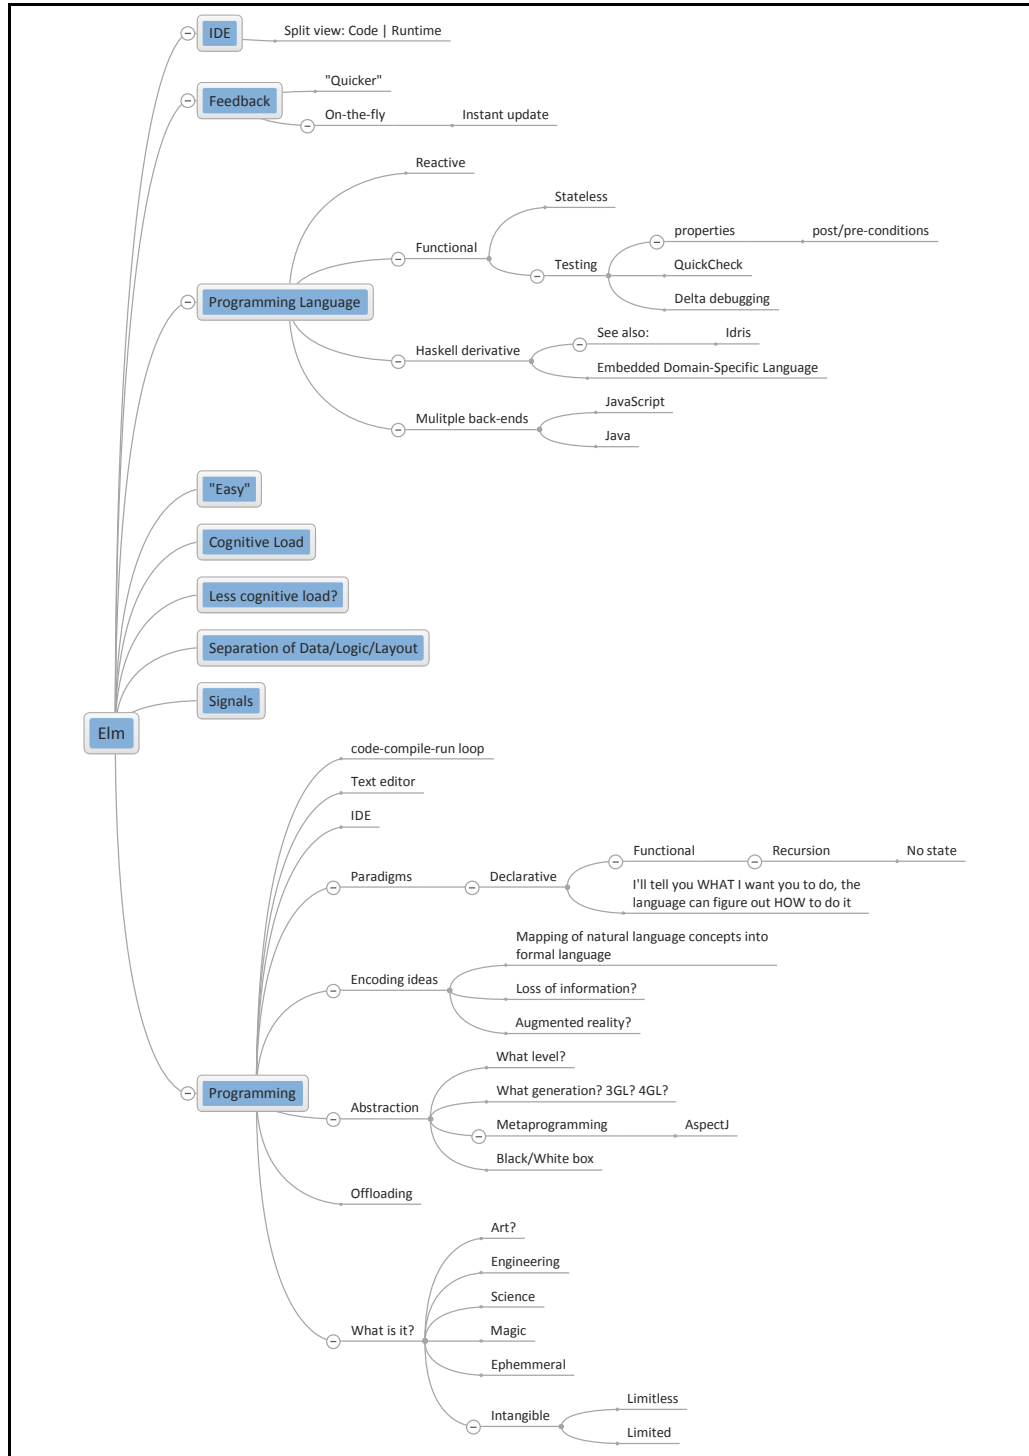 IDE
Split view: Code | Runtime
Feedback
"Quicker"
On-the-fly
Instant update
Programming Language
Reactive
Functional
Stateless
Testing
properties
post/pre-conditions
QuickCheck
Delta debugging
Haskell derivative
See also:
Idris
Embedded Domain-Specific Language
Mulitple back-ends
JavaScript
Java
"Easy"
Cognitive Load
Less cognitive load?
Separation of Data/Logic/Layout
Signals
Elm
Programming
code-compile-run loop
Text editor
IDE
Paradigms
Declarative
Functional
Recursion
No state
I'll tell you WHAT I want you to do, the
language can figure out HOW to do it
Encoding ideas
Mapping of natural language concepts into
formal language
Loss of information?
Augmented reality?
Abstraction
What level?
What generation? 3GL? 4GL?
Metaprogramming
AspectJ
Black/White box
Offloading
What is it?
Art?
Engineering
Science
Magic
Ephemmeral
Intangible
Limitless
Limited